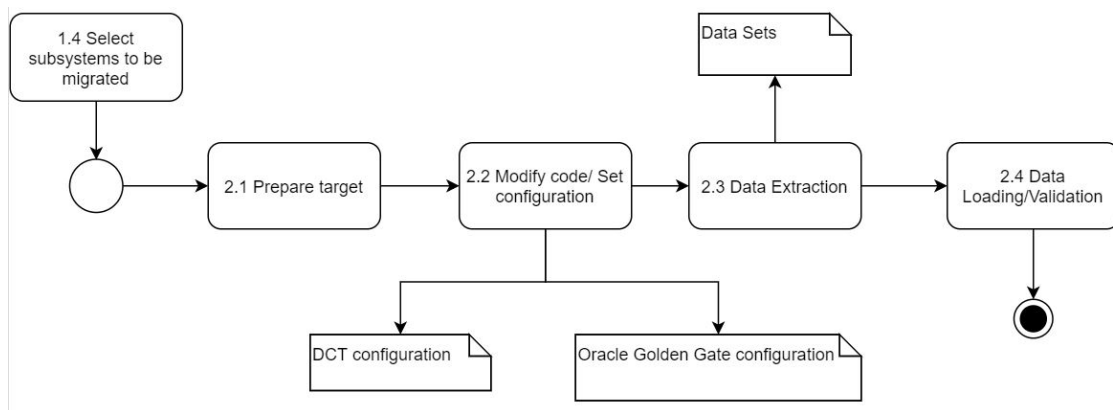 1.4 Select
subsystems to be
migrated
Data Sets
2.1 Prepare target
2.2 Modify code/ Set
configuration
2.3 Data Extraction
2.4 Data
Loading/Validation
DCT configuration
Oracle Golden Gate configuration